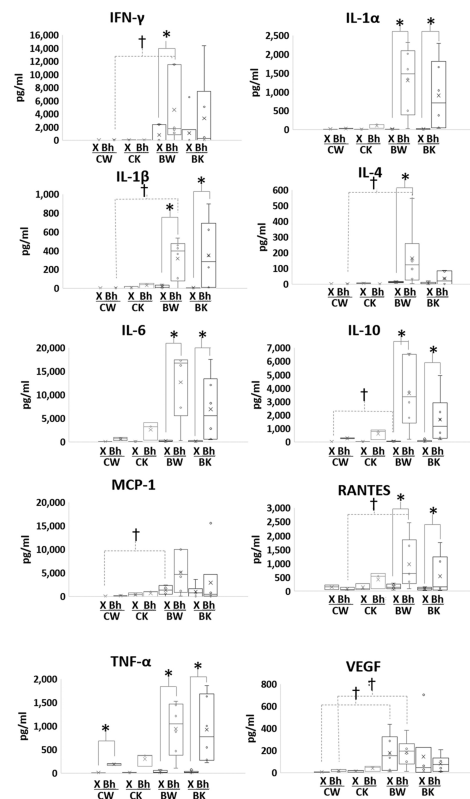 IFN-γ
†
*
pg/ml
16,000
14,000
12,000
10,000
8,000
6,000
4,000
2,000
0
X Bh X Bh X Bh X Bh
CW CK BW BK
IL-1α
* *
pg/ml
2,500
2,000
1,500
1,000
500
0
X Bh X Bh X Bh X Bh
CW CK BW BK
IL-1β
†
* *
pg/ml
1,000
800
600
400
200
0
X Bh X Bh X Bh X Bh
CW CK BW BK
IL-4
†
*
pg/ml
600
500
400
300
200
100
0
X Bh X Bh X Bh X Bh
CW CK BW BK
IL-6
* *
pg/ml
20,000
15,000
10,000
5,000
0
X Bh X Bh X Bh X Bh
CW CK BW BK
IL-10
†
* *
pg/ml
7,000
6,000
5,000
4,000
3,000
2,000
1,000
0
X Bh X Bh X Bh X Bh
CW CK BW BK
MCP-1
†
pg/ml
20,000
15,000
10,000
5,000
0
X Bh X Bh X Bh X Bh
CW CK BW BK
RANTES
†
* *
pg/ml
3,000
2,500
2,000
1,500
1,000
500
0
X Bh X Bh X Bh X Bh
CW CK BW BK
TNF-α
* * *
pg/ml
2,000
1,500
1,000
500
0
X Bh X Bh X Bh X Bh
CW CK BW BK
VEGF
† †
pg/ml
800
600
400
200
0
X Bh X Bh X Bh X Bh
CW CK BW BK